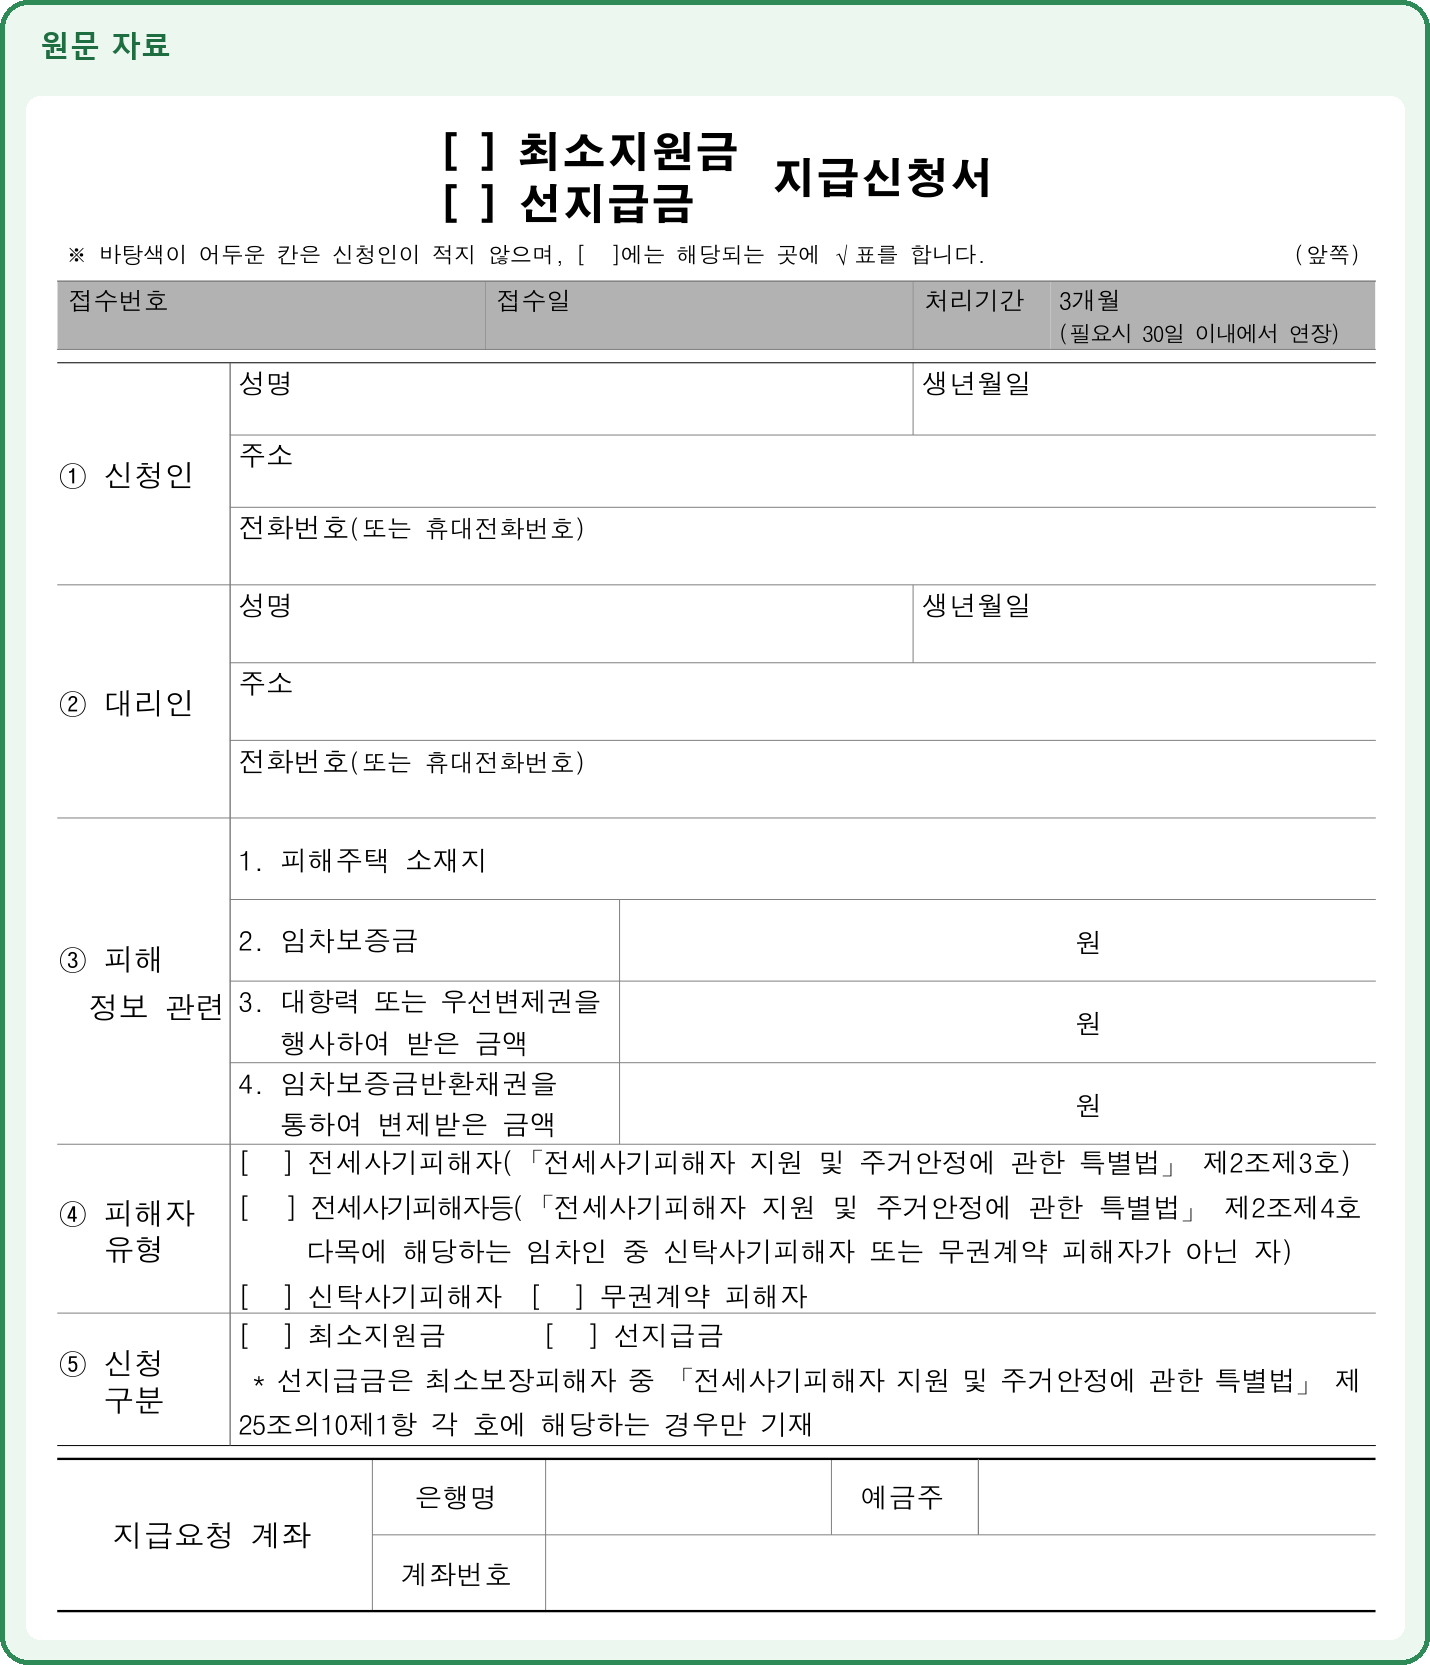 원문 자료
[ ] 최소지원금
[ ] 선지급금
지급신청서
※ 바탕색이 어두운 칸은 신청인이 적지 않으며, [ ]에는 해당되는 곳에 √ 표를 합니다. (앞쪽)
접수번호 접수일 처리기간 3개월
(필요시 30일 이내에서 연장)
① 신청인
성명 생년월일
주소
전화번호(또는 휴대전화번호)
② 대리인
성명 생년월일
주소
전화번호(또는 휴대전화번호)
③ 피해
정보 관련
1. 피해주택 소재지
2. 임차보증금 원
3. 대항력 또는 우선변제권을
행사하여 받은 금액 원
4. 임차보증금반환채권을
통하여 변제받은 금액 원
④ 피해자
유형
[ ] 전세사기피해자(「전세사기피해자 지원 및 주거안정에 관한 특별법」 제2조제3호)
[ ] 전세사기피해자등(「전세사기피해자 지원 및 주거안정에 관한 특별법」 제2조제4호
다목에 해당하는 임차인 중 신탁사기피해자 또는 무권계약 피해자가 아닌 자)
[ ] 신탁사기피해자 [ ] 무권계약 피해자
⑤ 신청
구분
[ ] 최소지원금 [ ] 선지급금
* 선지급금은 최소보장피해자 중 「전세사기피해자 지원 및 주거안정에 관한 특별법」 제
25조의10제1항 각 호에 해당하는 경우만 기재
지급요청 계좌
은행명 예금주
계좌번호